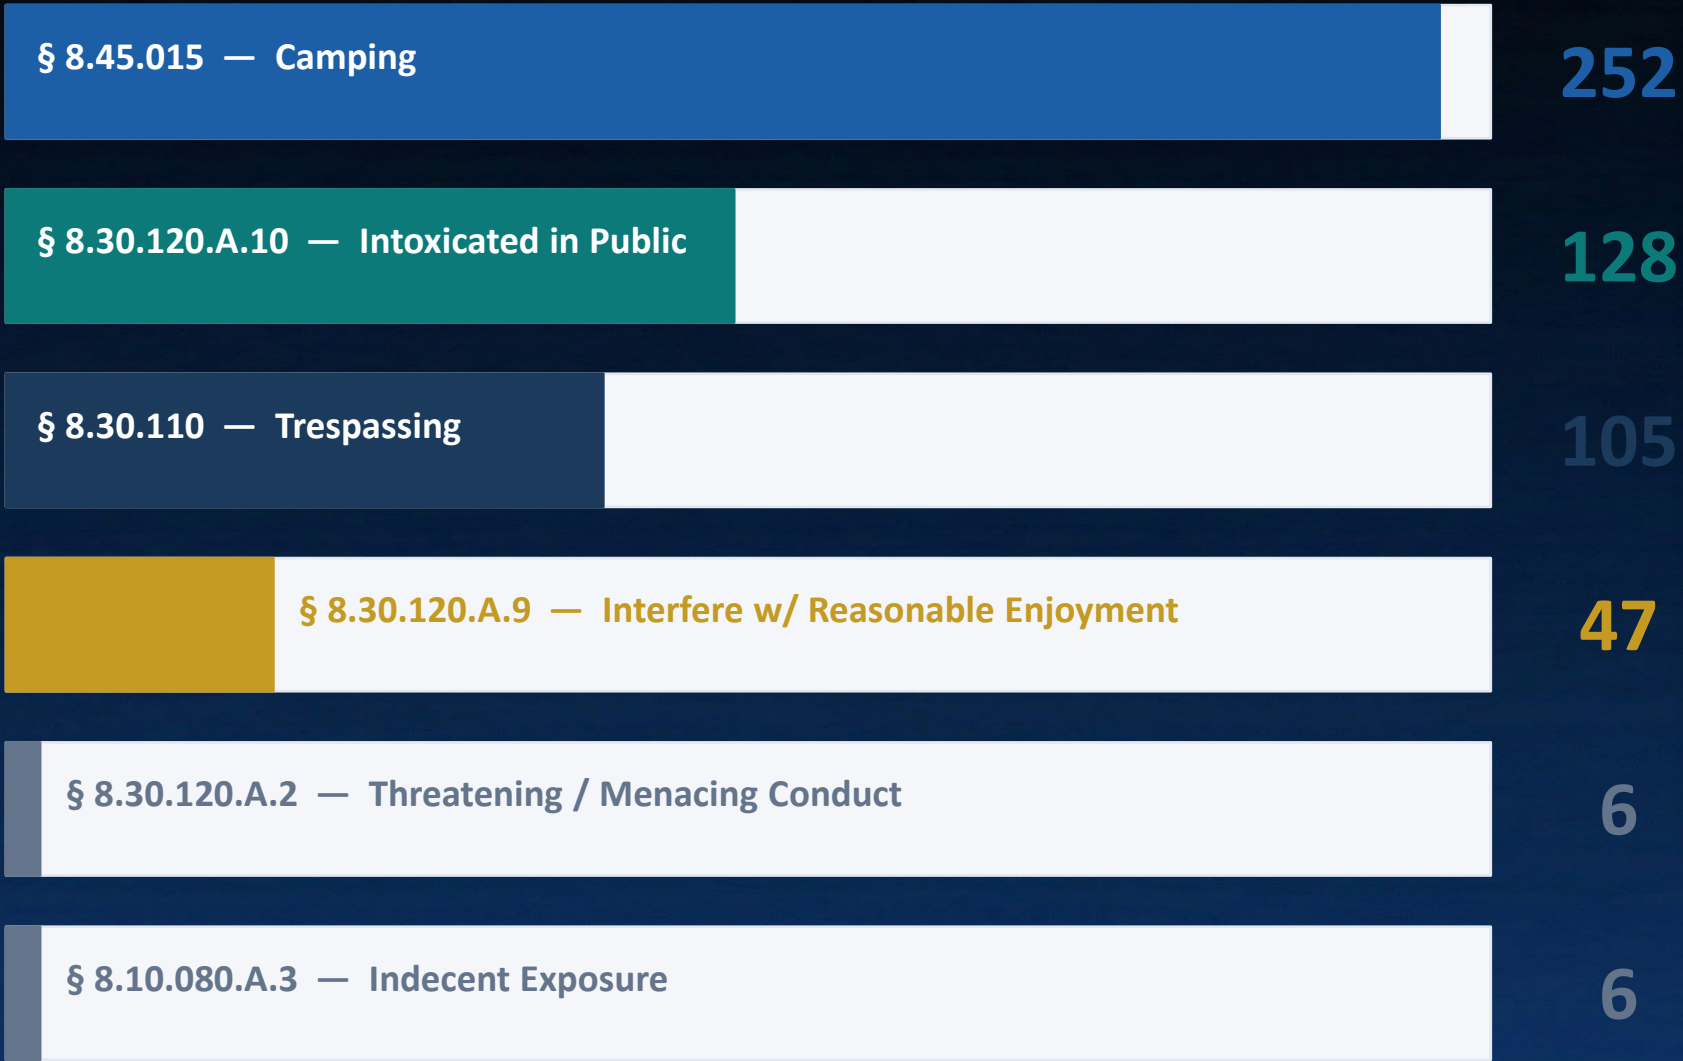 § 8.45.015 — Camping 252
§ 8.30.120.A.10 — Intoxicated in Public 128
§ 8.30.110 — Trespassing 105
§ 8.30.120.A.9 — Interfere w/ Reasonable Enjoyment 47
§ 8.30.120.A.2 — Threatening / Menacing Conduct 6
§ 8.10.080.A.3 — Indecent Exposure 6